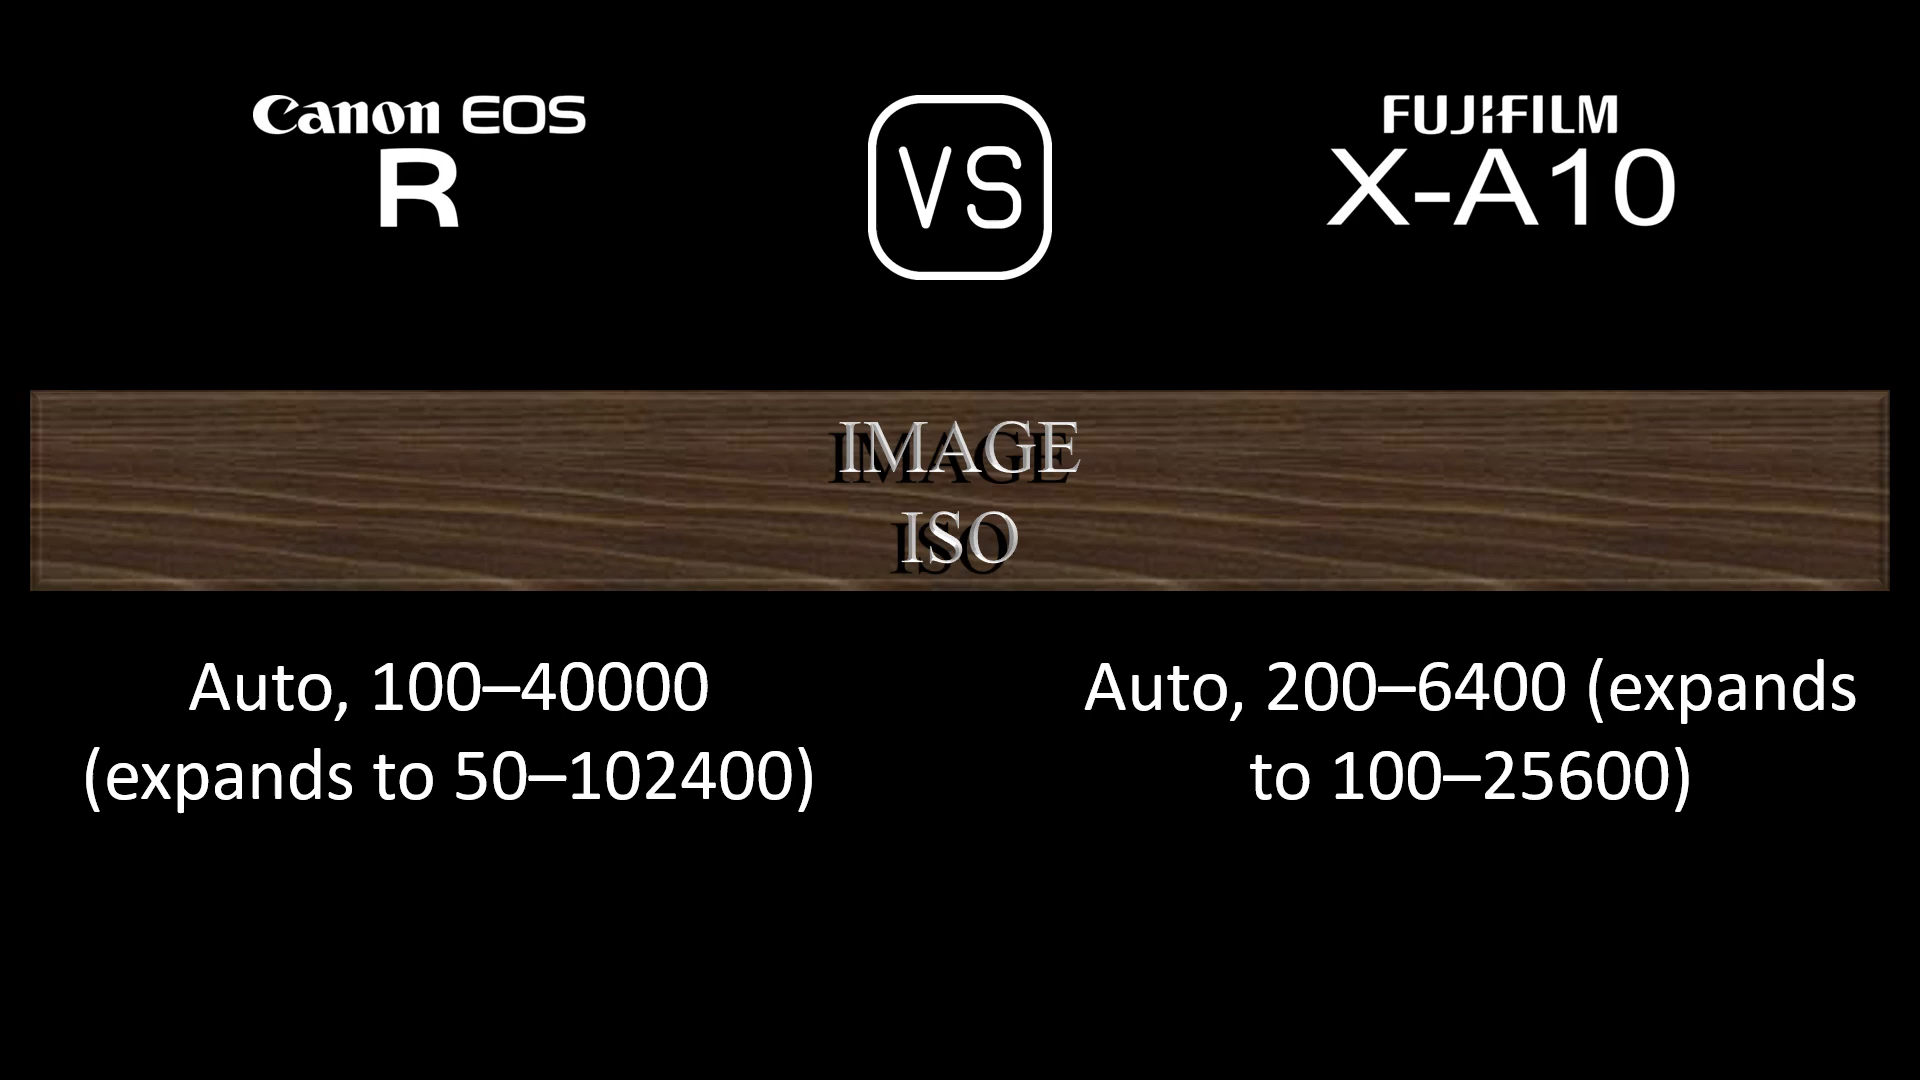 Canon EOS
R
VS
FUJIFILM
X-A10
IMAGE
ISO
Auto, 100–40000
(expands to 50–102400)
Auto, 200–6400 (expands
to 100–25600)